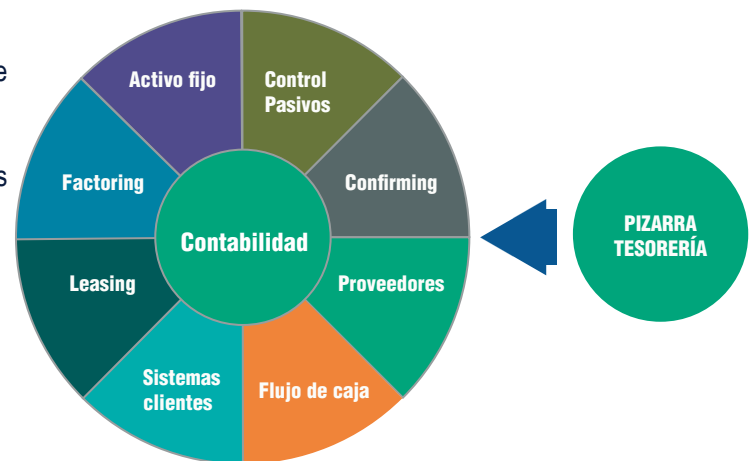 e
s
Activo fijo
Control
Pasivos
Factoring
Confirming
Contabilidad
Leasing
Proveedores
Sistemas
clientes
Flujo de caja
PIZARRA
TESORERÍA